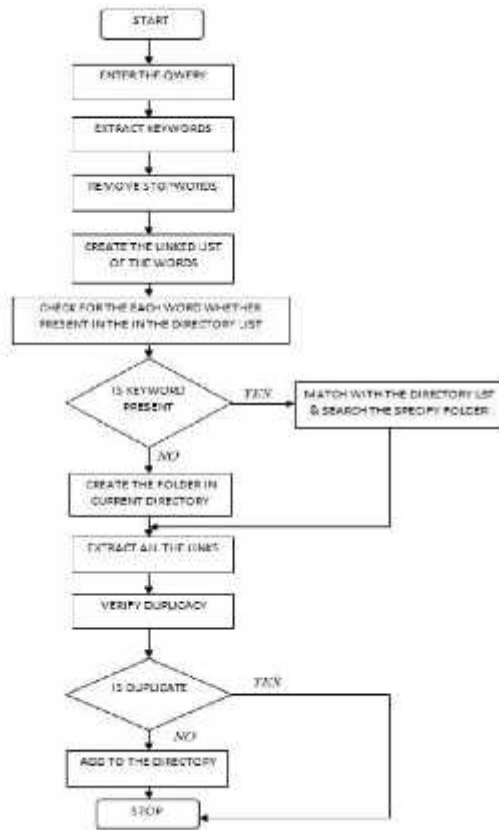 START
ENTER THE QWERY
EXTRACT KEYWORDS
REMOVE STOPWORDS
CREATE THE LINKED LIST
OF THE WORDS
CHECK FOR THE EACH WORD WHETHER
PRESENT IN THE IN THE DIRECTORY LIST
IS KEYWORD
PRESENT
YES
MATCH WITH THE DIRECTORY LIST
& SEARCH THE SPECIFY FOLDER
NO
CREATE THE FOLDER IN
CURRENT DIRECTORY
EXTRACT ALL THE LINKS
VERIFY DUPLICACY
IS DUPLICATE
YES
NO
ADD TO THE DIRECTORY
STOP